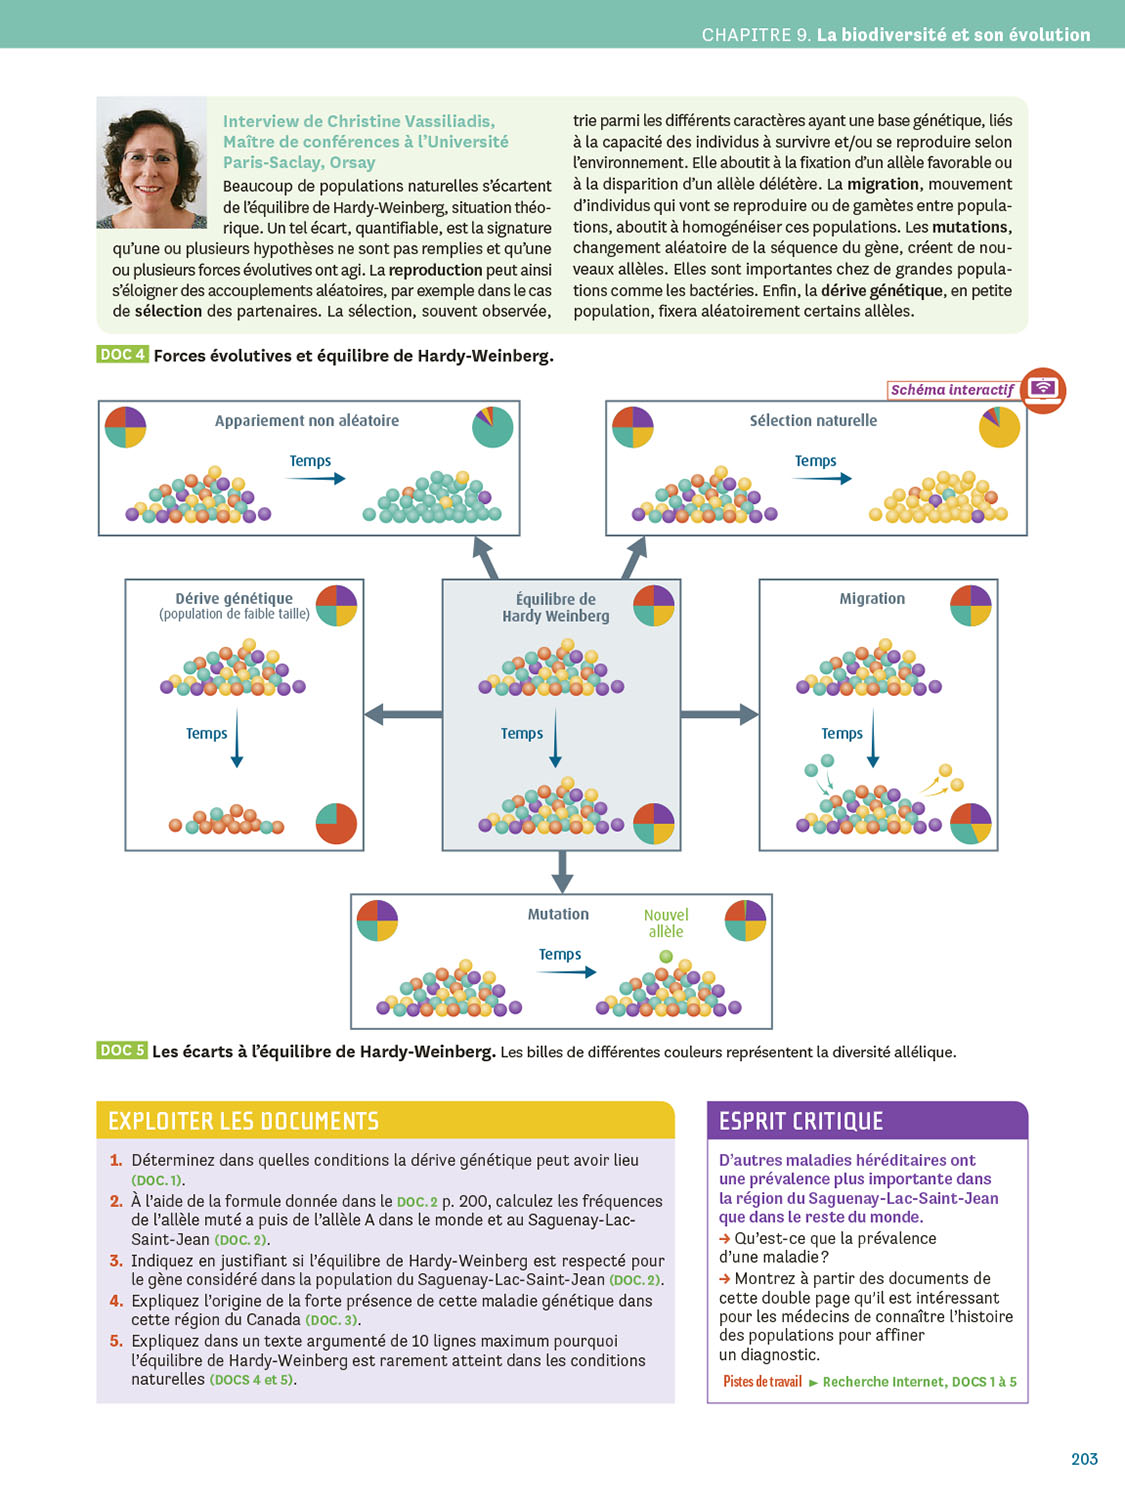 CHAPITRE 9. La biodiversité et son évolution
Interview de Christine Vassiliadis,
Maître de conférences à l'Université
Paris-Saclay, Orsay
Beaucoup de populations naturelles s'écartent
de l'équilibre de Hardy-Weinberg, situation théo-
rique. Un tel écart, quantifiable, est la signature
qu'une ou plusieurs hypothèses ne sont pas remplies et qu'une
ou plusieurs forces évolutives ont agi. La reproduction peut ainsi
s'éloigner des accouplements aléatoires, par exemple dans le cas
de sélection des partenaires. La sélection, souvent observée,
trie parmi les différents caractères ayant une base génétique, liés
à la capacité des individus à survivre et/ou se reproduire selon
l'environnement. Elle aboutit à la fixation d'un allèle favorable ou
à la disparition d'un allèle délétère. La migration, mouvement
d'individus qui vont se reproduire ou de gamètes entre popula-
tions, aboutit à homogénéiser ces populations. Les mutations,
changement aléatoire de la séquence du gène, créent de nou-
veaux allèles. Elles sont importantes chez de grandes popula-
tions comme les bactéries. Enfin, la dérive génétique, en petite
population, fixera aléatoirement certains allèles.
DOC 4 Forces évolutives et équilibre de Hardy-Weinberg.
Schéma interactif
Appariement non aléatoire
Temps
Sélection naturelle
Temps
Dérive génétique
(population de faible taille)
Temps
Équilibre de
Hardy Weinberg
Temps
Migration
Temps
Mutation
Nouvel
allèle
Temps
DOC 5 Les écarts à l'équilibre de Hardy-Weinberg. Les billes de différentes couleurs représentent la diversité allélique.
EXPLOITER LES DOCUMENTS
1. Déterminez dans quelles conditions la dérive génétique peut avoir lieu
(DOC. 1).
2. À l'aide de la formule donnée dans le DOC. 2 p. 200, calculez les fréquences
de l'allèle muté a puis de l'allèle A dans le monde et au Saguenay-Lac-
Saint-Jean (DOC. 2).
3. Indiquez en justifiant si l'équilibre de Hardy-Weinberg est respecté pour
le gène considéré dans la population du Saguenay-Lac-Saint-Jean (DOC. 2).
4. Expliquez l'origine de la forte présence de cette maladie génétique dans
cette région du Canada (DOC. 3).
5. Expliquez dans un texte argumenté de 10 lignes maximum pourquoi
l'équilibre de Hardy-Weinberg est rarement atteint dans les conditions
naturelles (DOCS 4 et 5).
ESPRIT CRITIQUE
D'autres maladies héréditaires ont
une prévalence plus importante dans
la région du Saguenay-Lac-Saint-Jean
que dans le reste du monde.
→ Qu'est-ce que la prévalence
d'une maladie ?
→ Montrez à partir des documents de
cette double page qu'il est intéressant
pour les médecins de connaître l'histoire
des populations pour affiner
un diagnostic.
Pistes de travail ► Recherche Internet, DOCS 1 à 5
203